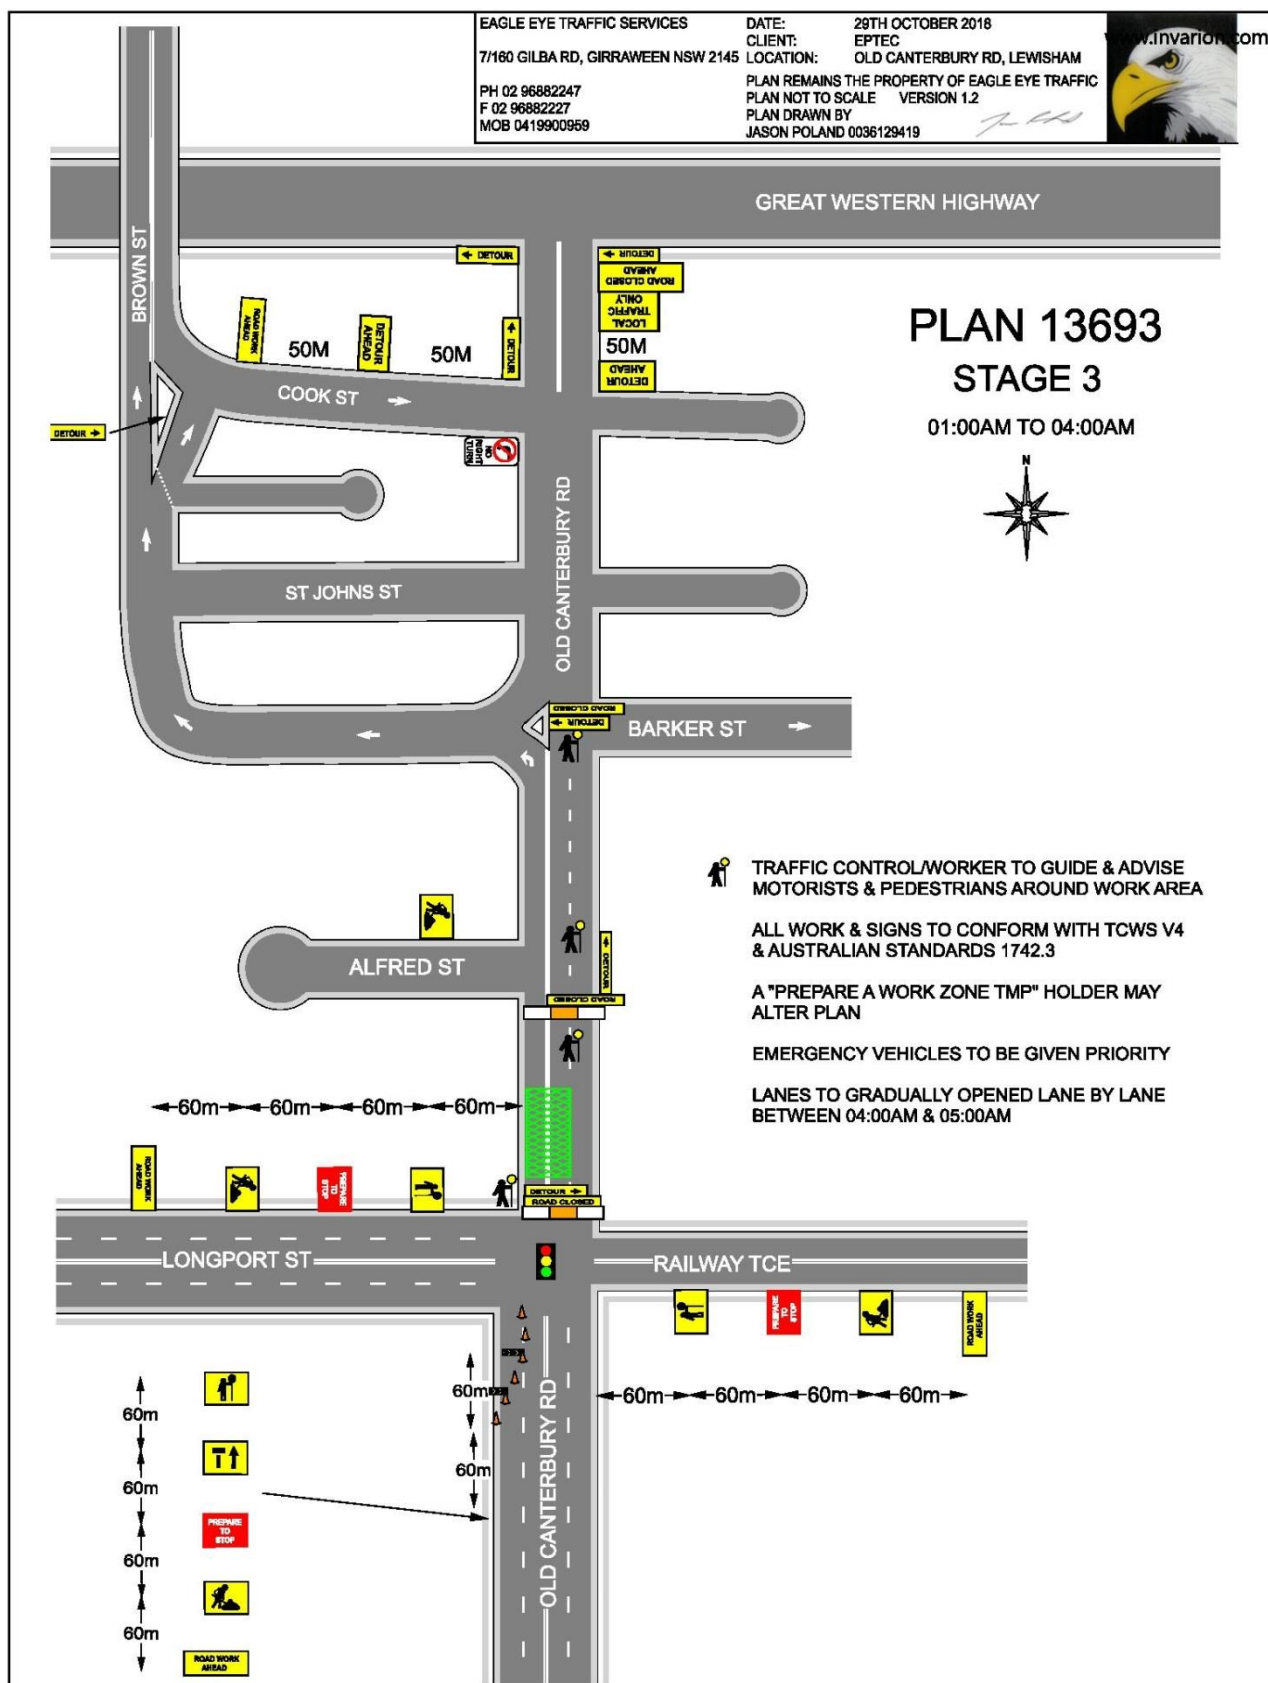 EAGLE EYE TRAFFIC SERVICES
7/160 GILBA RD, GIRRAWEEN NSW 2145
PH 02 96882247
F 02 96882227
MOB 0419900959
DATE: 29TH OCTOBER 2018
CLIENT: EPTEC
LOCATION: OLD CANTERBURY RD, LEWISHAM
PLAN REMAINS THE PROPERTY OF EAGLE EYE TRAFFIC
PLAN NOT TO SCALE VERSION 1.2
PLAN DRAWN BY
JASON POLAND 0036129419
www.invarion.com
GREAT WESTERN HIGHWAY
BROWN ST
DETOUR
DETOUR
ROAD CLOSED
AHEAD
LOCAL
TRAFFIC
ONLY
50M
DETOUR
AHEAD
ROAD WORK
AHEAD
50M
DETOUR
AHEAD
50M
DETOUR
PLAN 13693
STAGE 3
01:00AM TO 04:00AM
N
COOK ST
DETOUR
NO
RIGHT
TURN
OLD CANTERBURY RD
ST JOHNS ST
ROAD CLOSED
DETOUR
BARKER ST
TRAFFIC CONTROL/WORKER TO GUIDE & ADVISE
MOTORISTS & PEDESTRIANS AROUND WORK AREA
ALL WORK & SIGNS TO CONFORM WITH TCWS V4
& AUSTRALIAN STANDARDS 1742.3
A "PREPARE A WORK ZONE TMP" HOLDER MAY
ALTER PLAN
EMERGENCY VEHICLES TO BE GIVEN PRIORITY
LANES TO GRADUALLY OPENED LANE BY LANE
BETWEEN 04:00AM & 05:00AM
ALFRED ST
DETOUR
ROAD CLOSED
60m 60m 60m 60m
ROAD WORK
AHEAD
PREPARE
TO
STOP
DETOUR
ROAD CLOSED
LONGPORT ST
RAILWAY TCE
PREPARE
TO
STOP
ROAD WORK
AHEAD
60m 60m 60m 60m
60m
60m
OLD CANTERBURY RD
60m
T
60m
PREPARE
TO
STOP
60m
60m
ROAD WORK
AHEAD